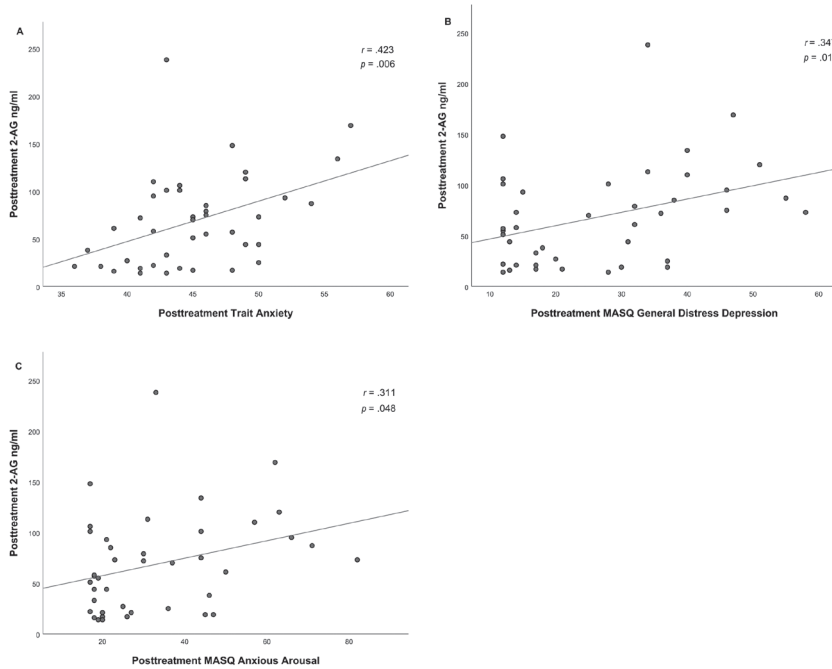 A
r = .423
p = .006
Posttreatment 2-AG ng/ml
250
200
150
100
50
0
35
40
45
50
55
60
Posttreatment Trait Anxiety
B
r = .34
p = .01
Posttreatment 2-AG ng/ml
250
200
150
100
50
0
10
20
30
40
50
60
Posttreatment MASQ General Distress Depression
C
r = .311
p = .048
Posttreatment 2-AG ng/ml
250
200
150
100
50
0
20
40
60
80
Posttreatment MASQ Anxious Arousal